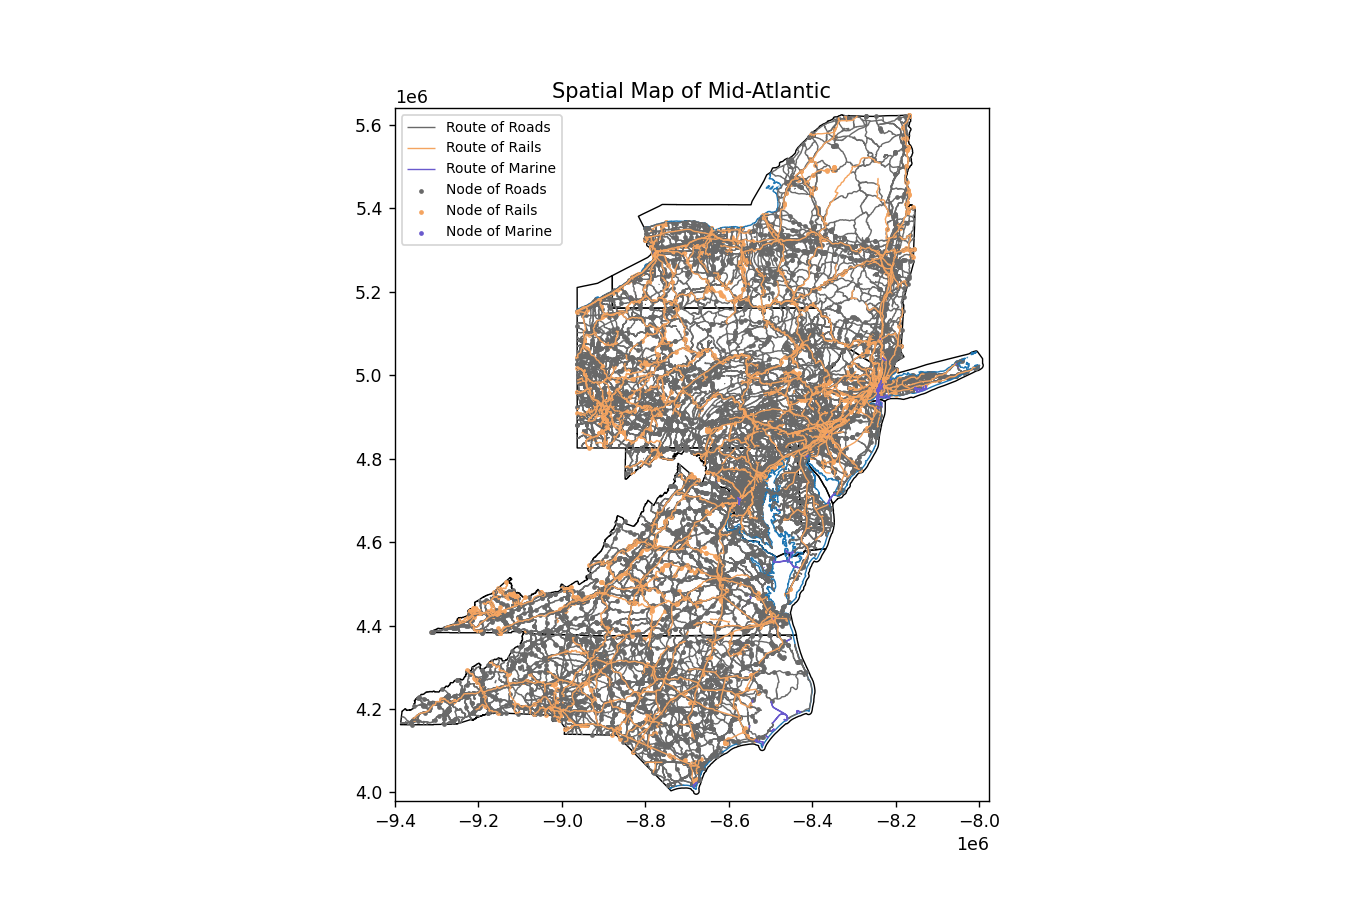 Spatial Map of Mid-Atlantic
1e6
Route of Roads
Route of Rails
Route of Marine
Node of Roads
Node of Rails
Node of Marine
5.6
5.4
5.2
5.0
4.8
4.6
4.4
4.2
4.0
−9.4 −9.2 −9.0 −8.8 −8.6 −8.4 −8.2 −8.0
1e6